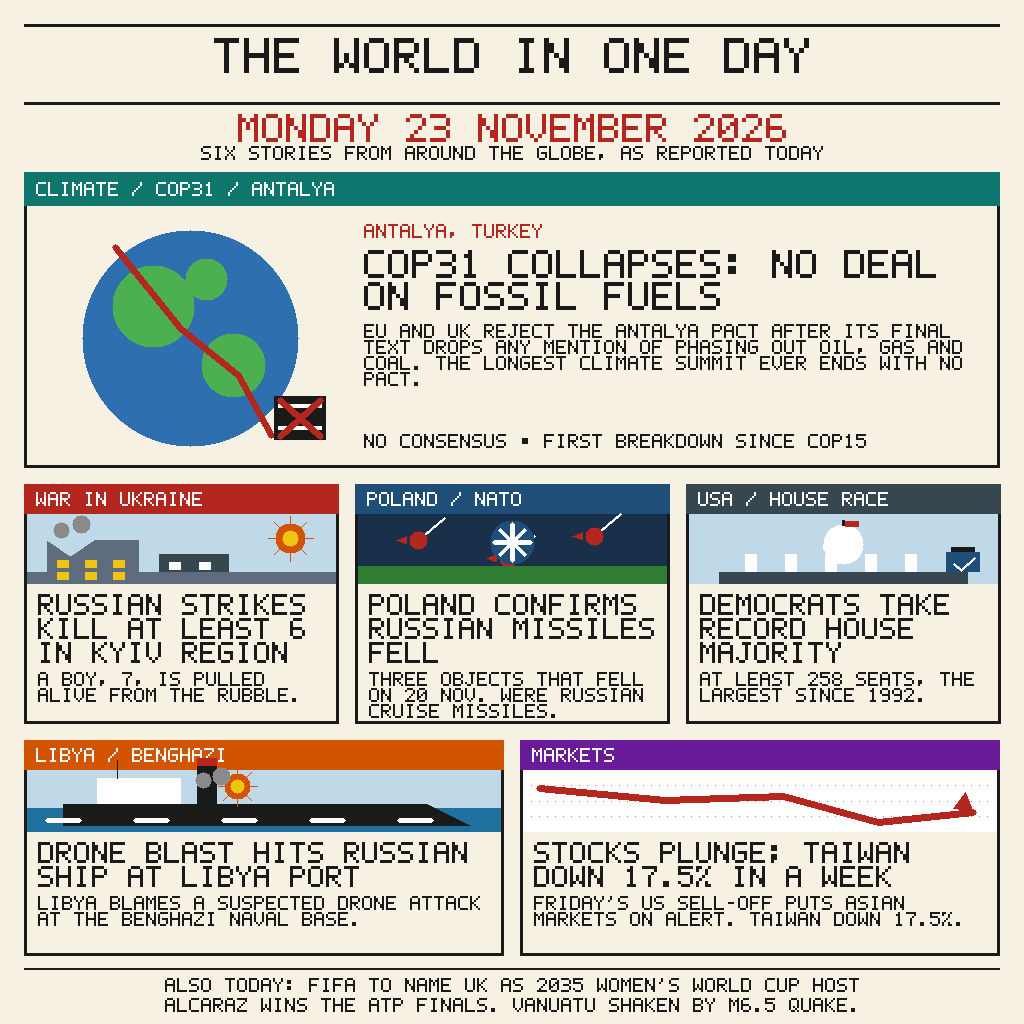 THE WORLD IN ONE DAY
MONDAY 23 NOVEMBER 2026
SIX STORIES FROM AROUND THE GLOBE, AS REPORTED TODAY
CLIMATE / COP31 / ANTALYA
ANTALYA, TURKEY
COP31 COLLAPSES: NO DEAL
ON FOSSIL FUELS
EU AND UK REJECT THE ANTALYA PACT AFTER ITS FINAL
TEXT DROPS ANY MENTION OF PHASING OUT OIL, GAS AND
COAL. THE LONGEST CLIMATE SUMMIT EVER ENDS WITH NO
PACT.
NO CONSENSUS ▪ FIRST BREAKDOWN SINCE COP15
WAR IN UKRAINE
RUSSIAN STRIKES
KILL AT LEAST 6
IN KYIV REGION
A BOY, 7, IS PULLED
ALIVE FROM THE RUBBLE.
POLAND / NATO
POLAND CONFIRMS
RUSSIAN MISSILES
FELL
THREE OBJECTS THAT FELL
ON 20 NOV. WERE RUSSIAN
CRUISE MISSILES.
USA / HOUSE RACE
DEMOCRATS TAKE
RECORD HOUSE
MAJORITY
AT LEAST 258 SEATS, THE
LARGEST SINCE 1992.
LIBYA / BENGHAZI
DRONE BLAST HITS RUSSIAN
SHIP AT LIBYA PORT
LIBYA BLAMES A SUSPECTED DRONE ATTACK
AT THE BENGHAZI NAVAL BASE.
MARKETS
STOCKS PLUNGE; TAIWAN
DOWN 17.5% IN A WEEK
FRIDAY'S US SELL-OFF PUTS ASIAN
MARKETS ON ALERT. TAIWAN DOWN 17.5%.
ALSO TODAY: FIFA TO NAME UK AS 2035 WOMEN'S WORLD CUP HOST
ALCARAZ WINS THE ATP FINALS. VANUATU SHAKEN BY M6.5 QUAKE.